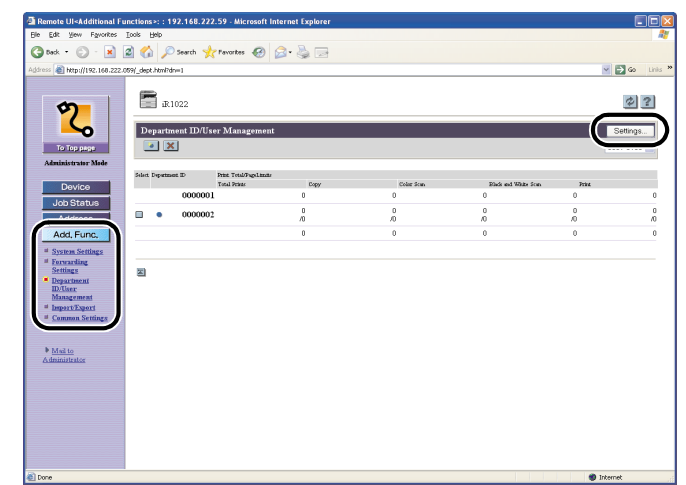 Remote UI<Additional Functions>: : 192.168.222.59 - Microsoft Internet Explorer
File Edit View Favorites Tools Help
Back Search Favorites
Address http://192.168.222.059/_dept.html?drw=1 Go Links »
iR1022
Department ID/User Management Settings...
To Top page
Administrator Mode
Device
Job Status
Address
Add. Func.
System Settings
Forwarding
Settings
Department
ID/User
Management
Import/Export
Common Settings
Mail to
Administrator
Select Department ID Print Total/PageLimits
Total Prints Copy Color Scan Black and White Scan Print
0000001 0 0 0 0 0
0000002 0 0 0 0 0
/0 /0 /0 /0 /0
0 0 0 0 0
Done Internet